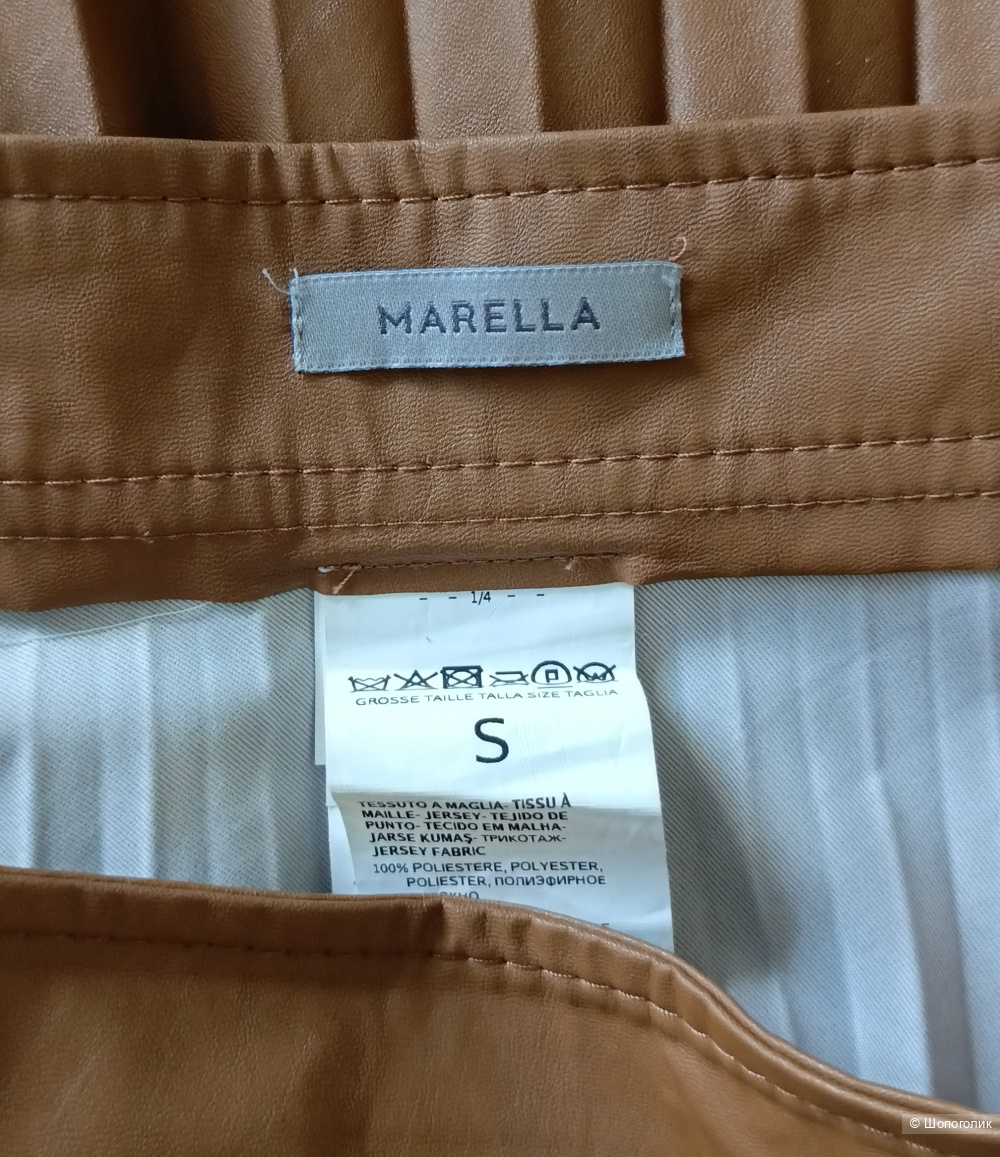 MARELLA
- - 1/4 - -
P
W
GROSSE TAILLE TALLA SIZE TAGLIA
S
TESSUTO A MAGLIA- TISSU À
MAILLE- JERSEY- TEJIDO DE
PUNTO- TECIDO EM MALHA-
JARSE KUMAŞ- ТРИКОТАЖ-
JERSEY FABRIC
100% POLIESTERE, POLYESTER,
POLIESTER, ПОЛИЭФИРНОЕ
© Шопоголик